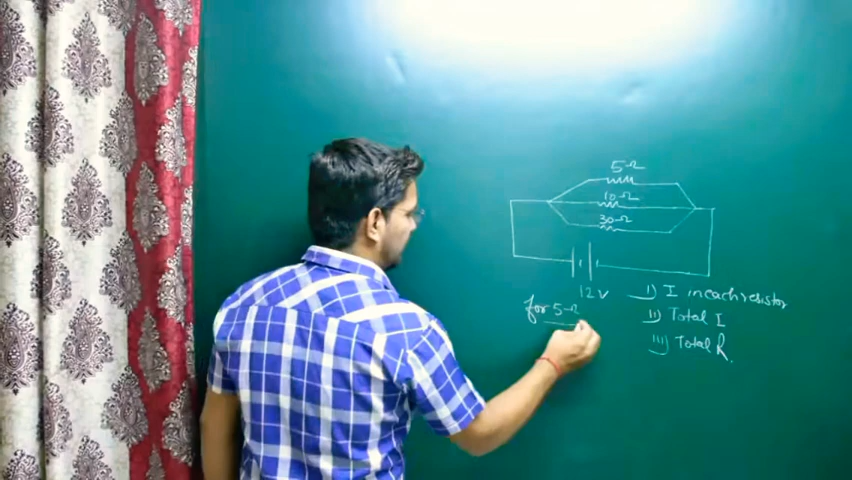 5Ω
10Ω
30Ω
12V
i) I in each resistor
ii) Total I
iii) Total R.
for 5Ω